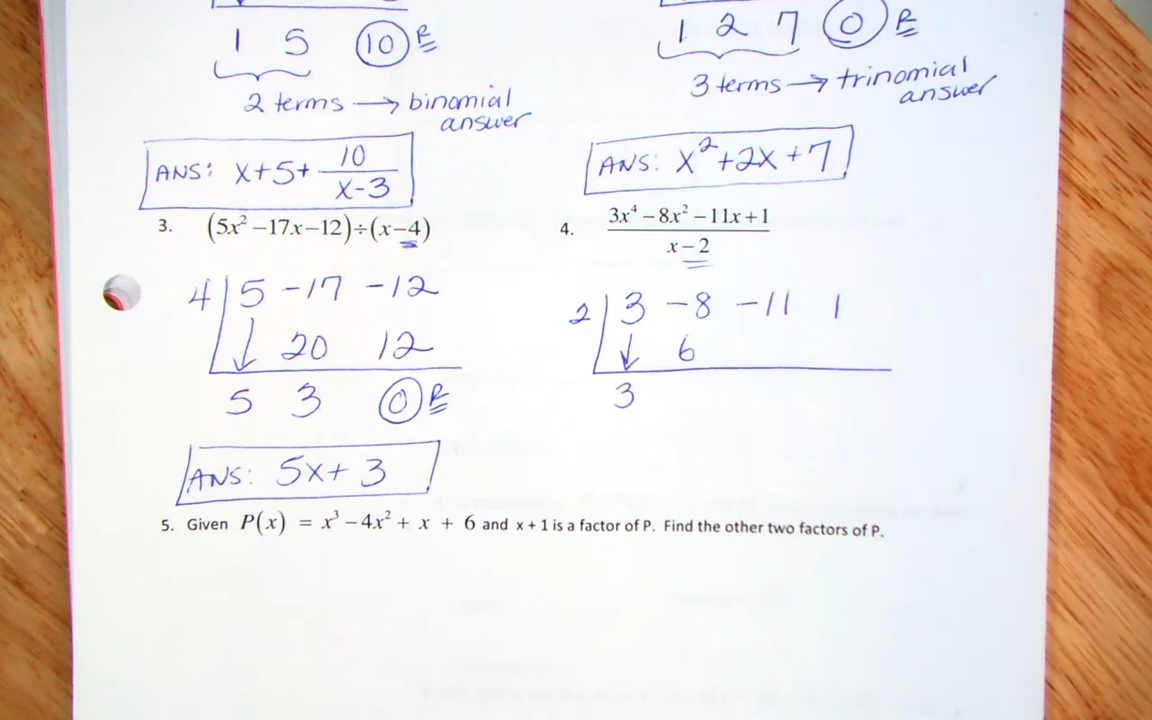 1 5 10 R
2 terms → binomial
answer
ANS: x+5+ 10/(x-3)
1 2 7 0 R
3 terms → trinomial
answer
ANS: x²+2x+7
3. (5x²−17x−12)÷(x−4)
4 5 -17 -12
20 12
5 3 0 R
ANS: 5x+3
4. (3x⁴−8x²−11x+1)/(x−2)
2 3 -8 -11 1
6
3
5. Given P(x) = x³ − 4x² + x + 6 and x + 1 is a factor of P. Find the other two factors of P.